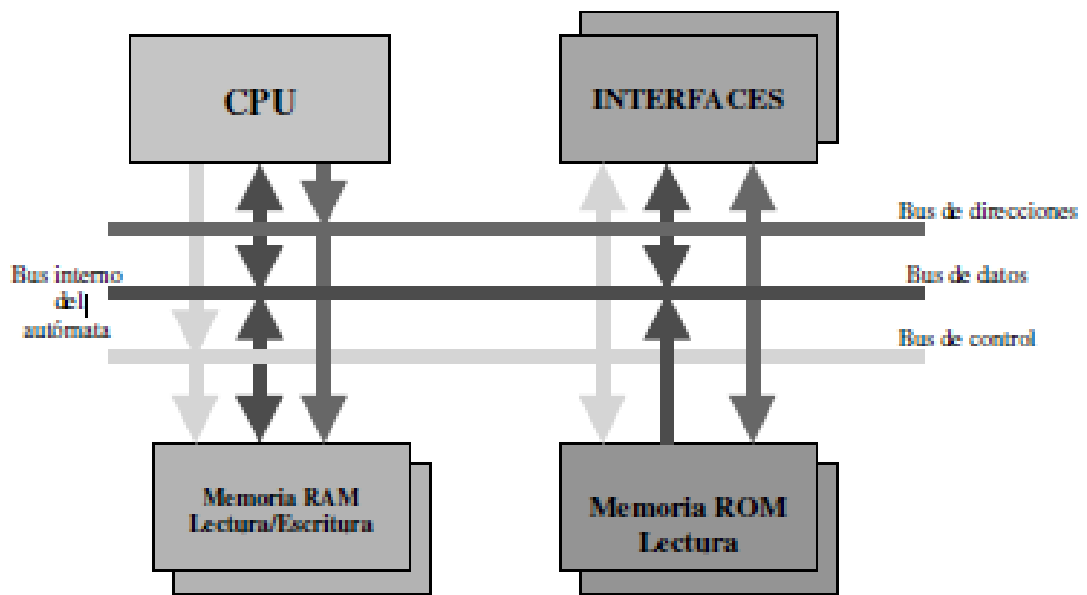 CPU
INTERFACES
Bus de direcciones
Bus interno
del
autómata
Bus de datos
Bus de control
Memoria RAM
Lectura/Escritura
Memoria ROM
Lectura